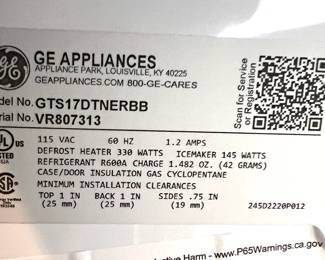 GE APPLIANCES
APPLIANCE PARK, LOUISVILLE, KY 40225
GEAPPLIANCES.COM 800-GE-CARES
Scan for Service
or Registration
del No. GTS17DTNERBB
rial No. VR807313
115 VAC 60 HZ 1.2 AMPS
DEFROST HEATER 330 WATTS ICEMAKER 145 WATTS
REFRIGERANT R600A CHARGE 1.482 OZ. (42 GRAMS)
CASE/DOOR INSULATION GAS CYCLOPENTANE
MINIMUM INSTALLATION CLEARANCES
TOP 1 IN BACK 1 IN SIDES .75 IN
(25 mm) (25 mm) (19 mm) 245D2220P012
ctive Harm - www.P65Warnings.ca.gov